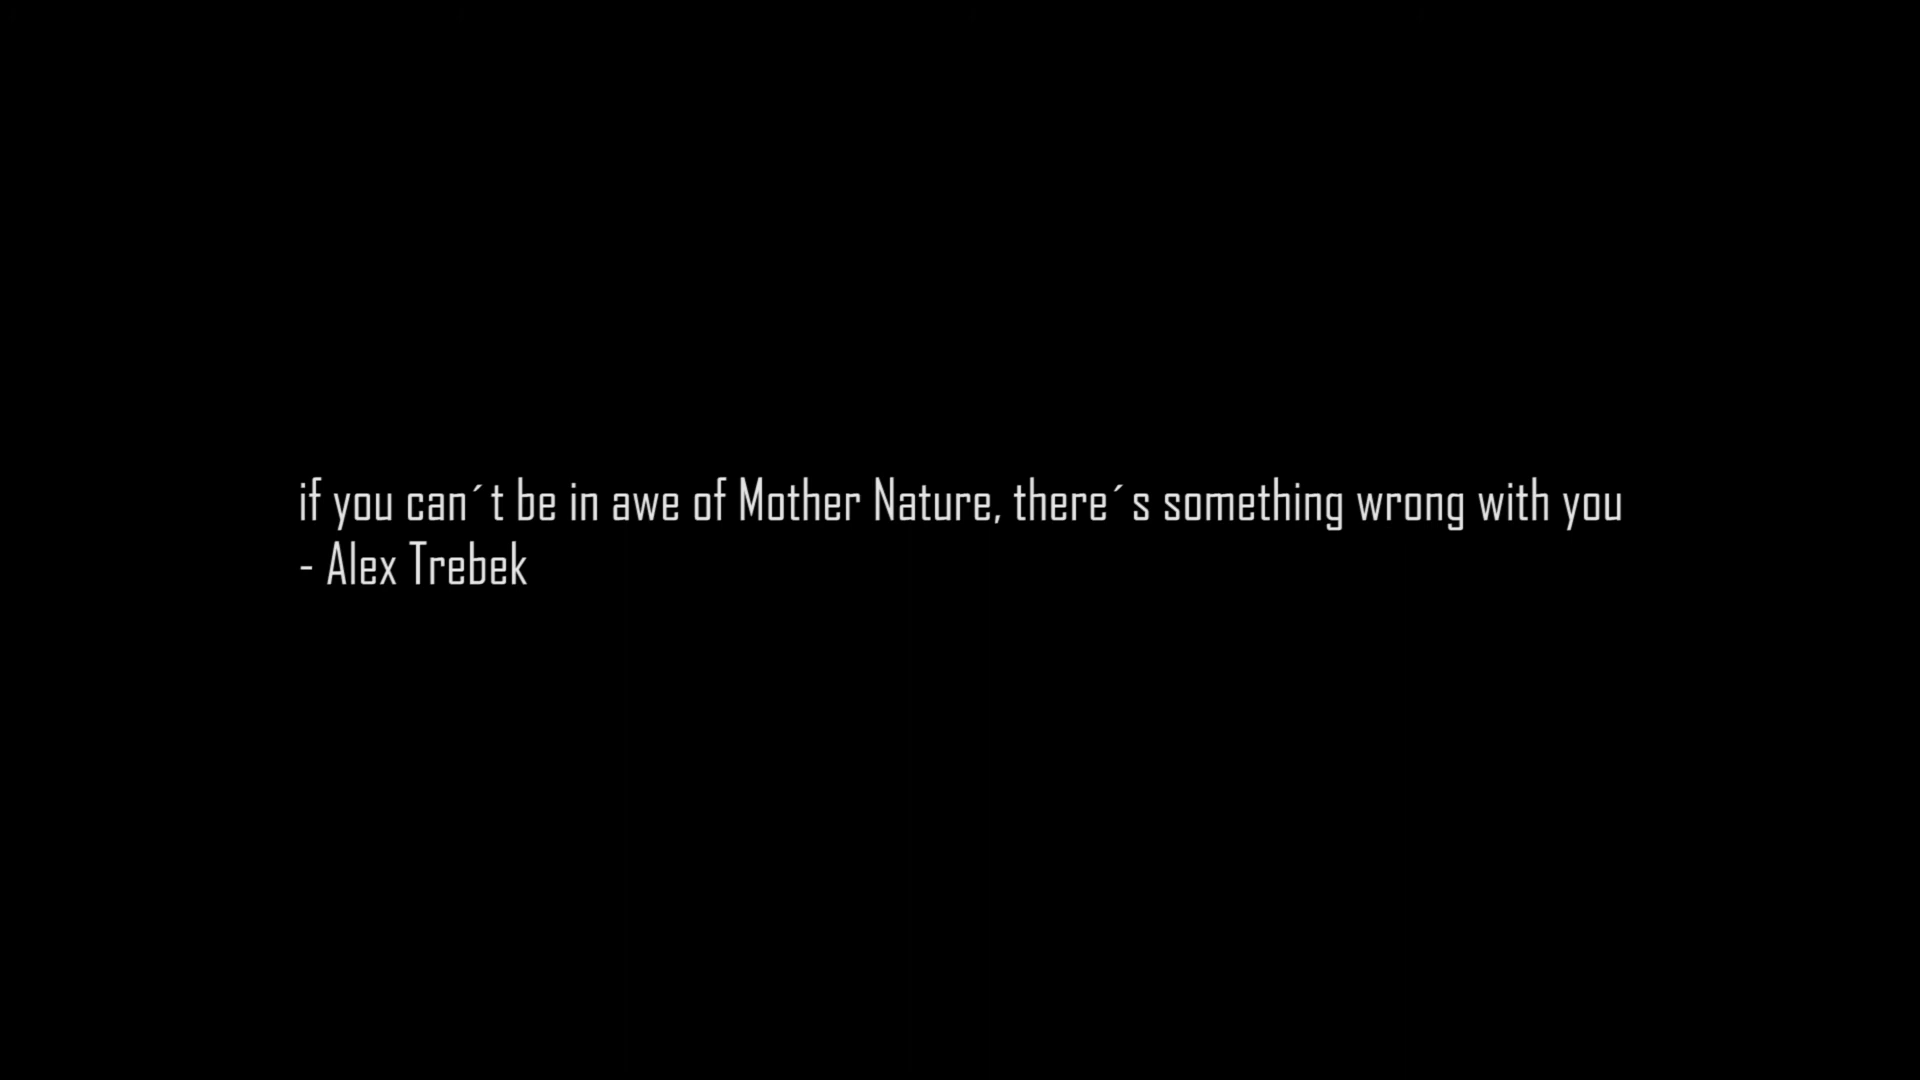 if you can´t be in awe of Mother Nature, there´s something wrong with you
- Alex Trebek